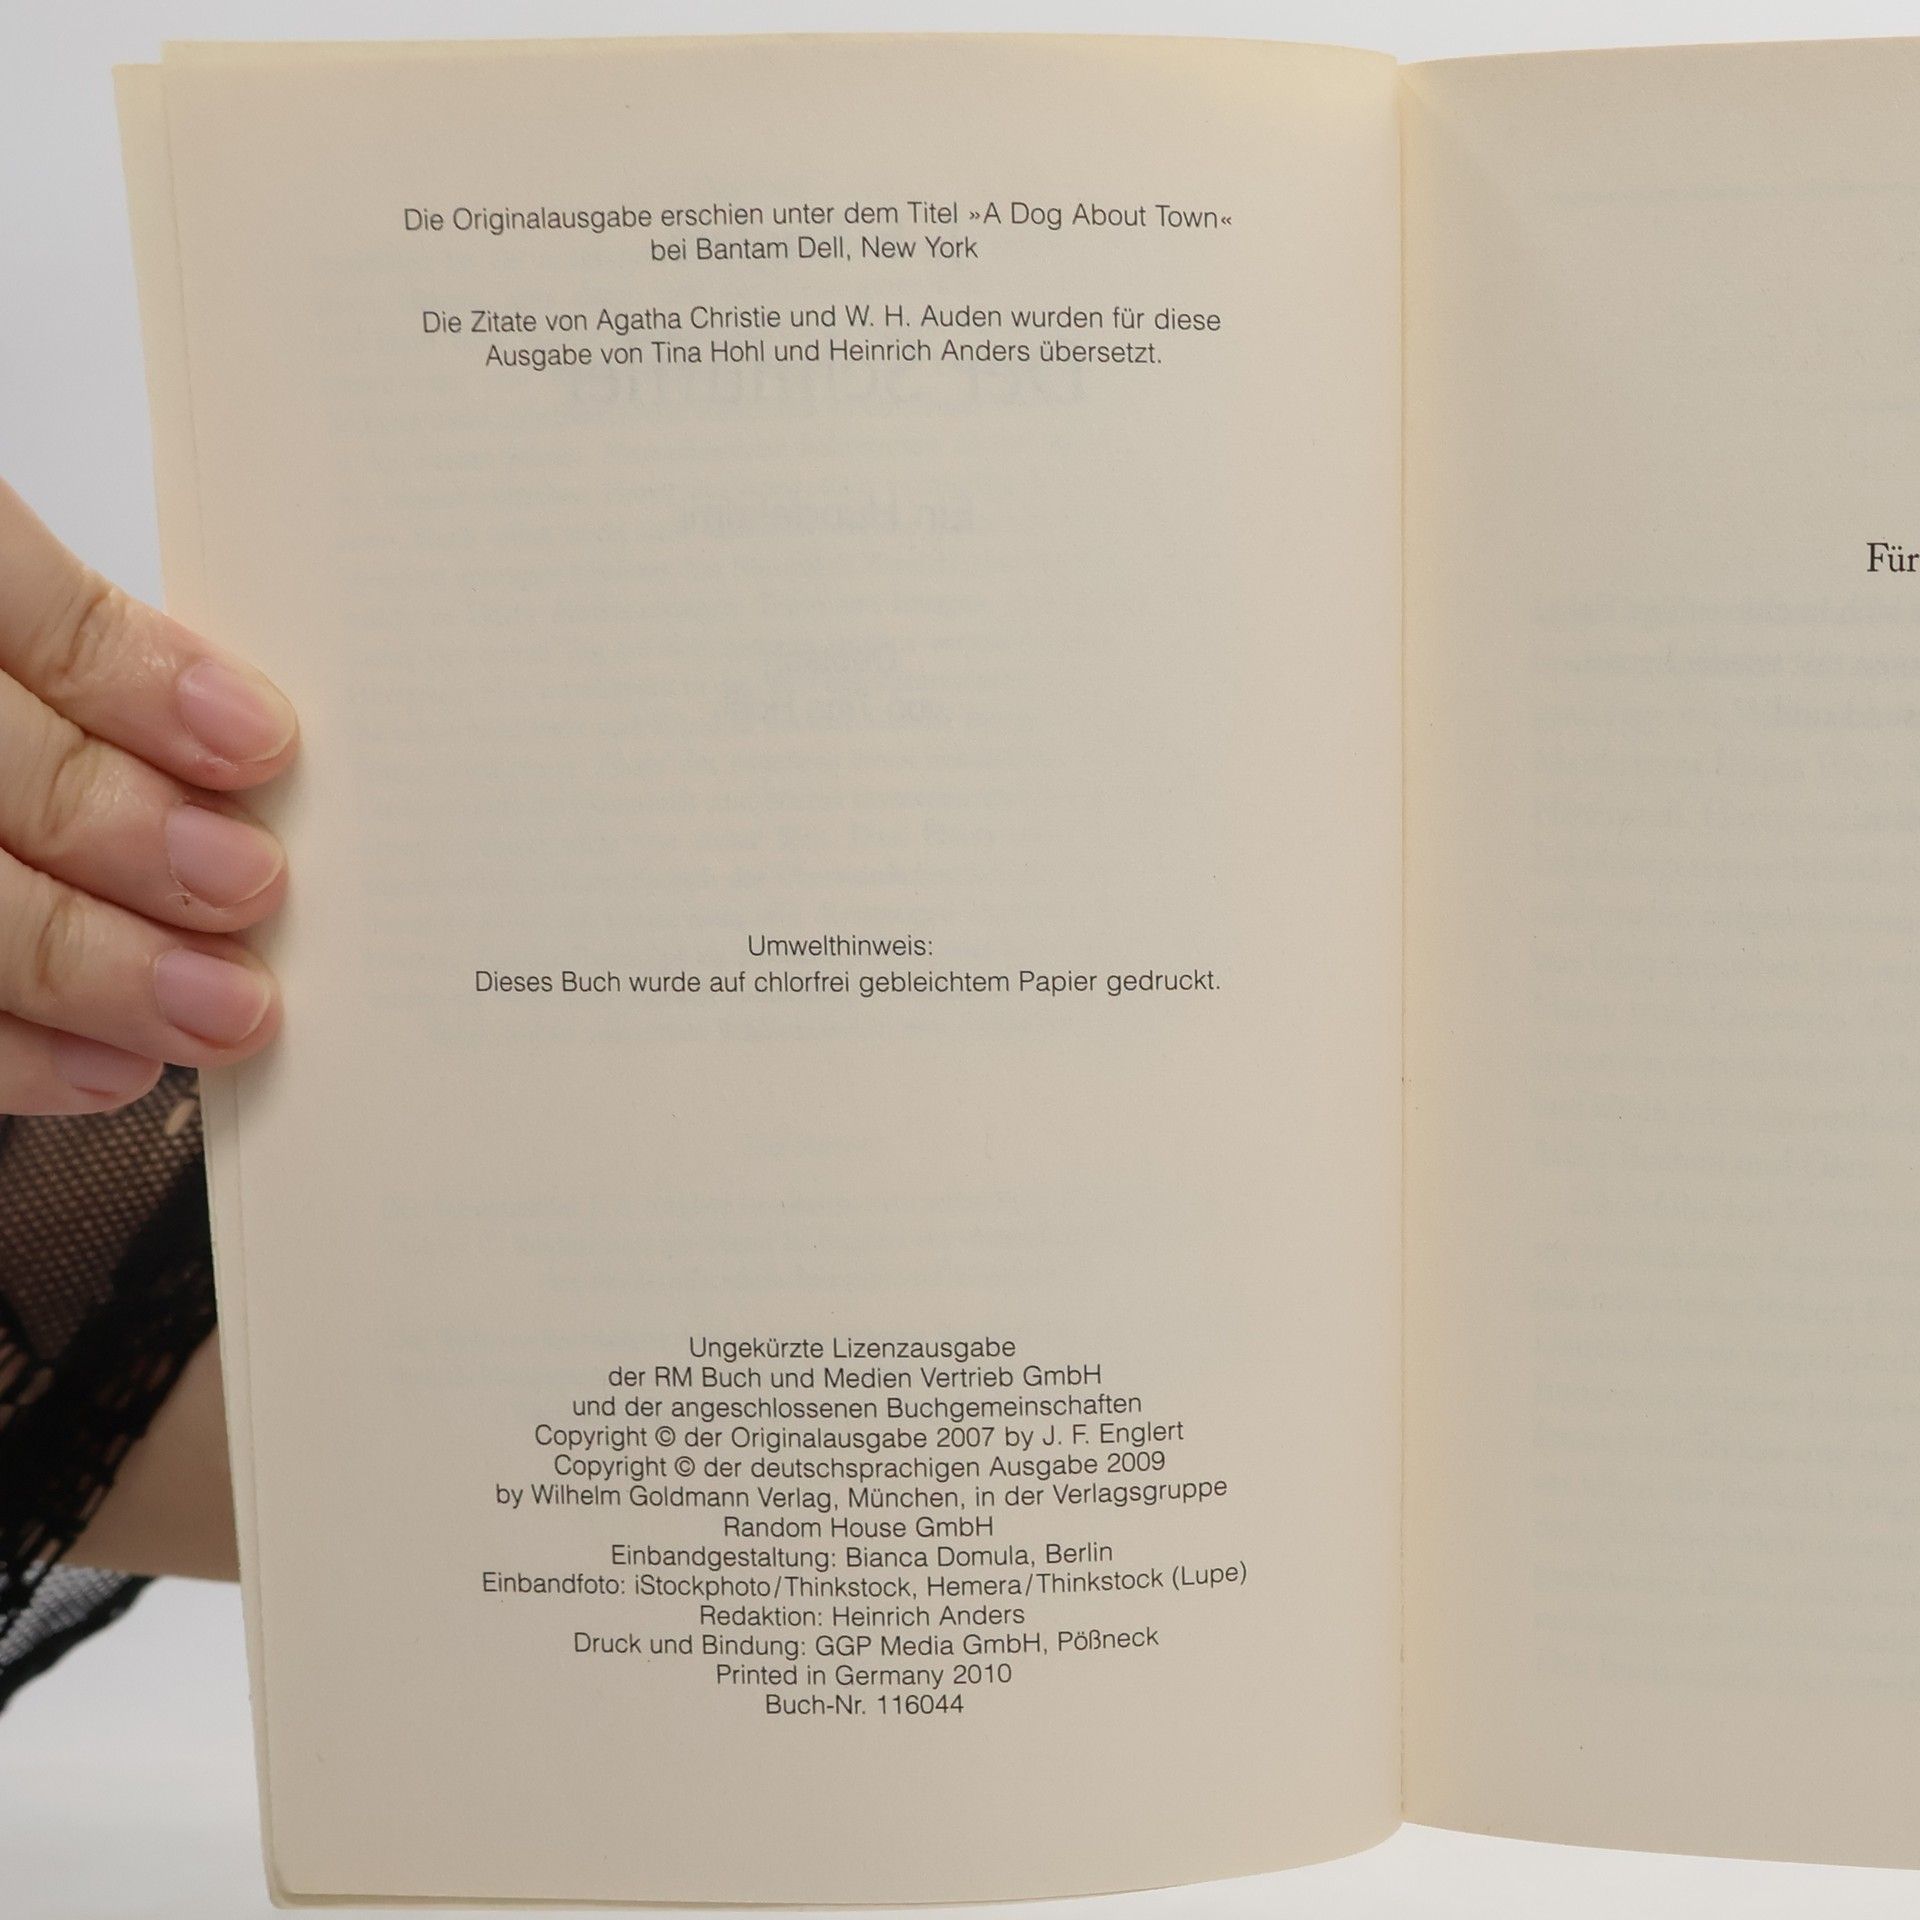 Die Originalausgabe erschien unter dem Titel »A Dog About Town«
bei Bantam Dell, New York
Die Zitate von Agatha Christie und W. H. Auden wurden für diese
Ausgabe von Tina Hohl und Heinrich Anders übersetzt.
Umwelthinweis:
Dieses Buch wurde auf chlorfrei gebleichtem Papier gedruckt.
Ungekürzte Lizenzausgabe
der RM Buch und Medien Vertrieb GmbH
und der angeschlossenen Buchgemeinschaften
Copyright © der Originalausgabe 2007 by J. F. Englert
Copyright © der deutschsprachigen Ausgabe 2009
by Wilhelm Goldmann Verlag, München, in der Verlagsgruppe
Random House GmbH
Einbandgestaltung: Bianca Domula, Berlin
Einbandfoto: iStockphoto/Thinkstock, Hemera/Thinkstock (Lupe)
Redaktion: Heinrich Anders
Druck und Bindung: GGP Media GmbH, Pößneck
Printed in Germany 2010
Buch-Nr. 116044
Für